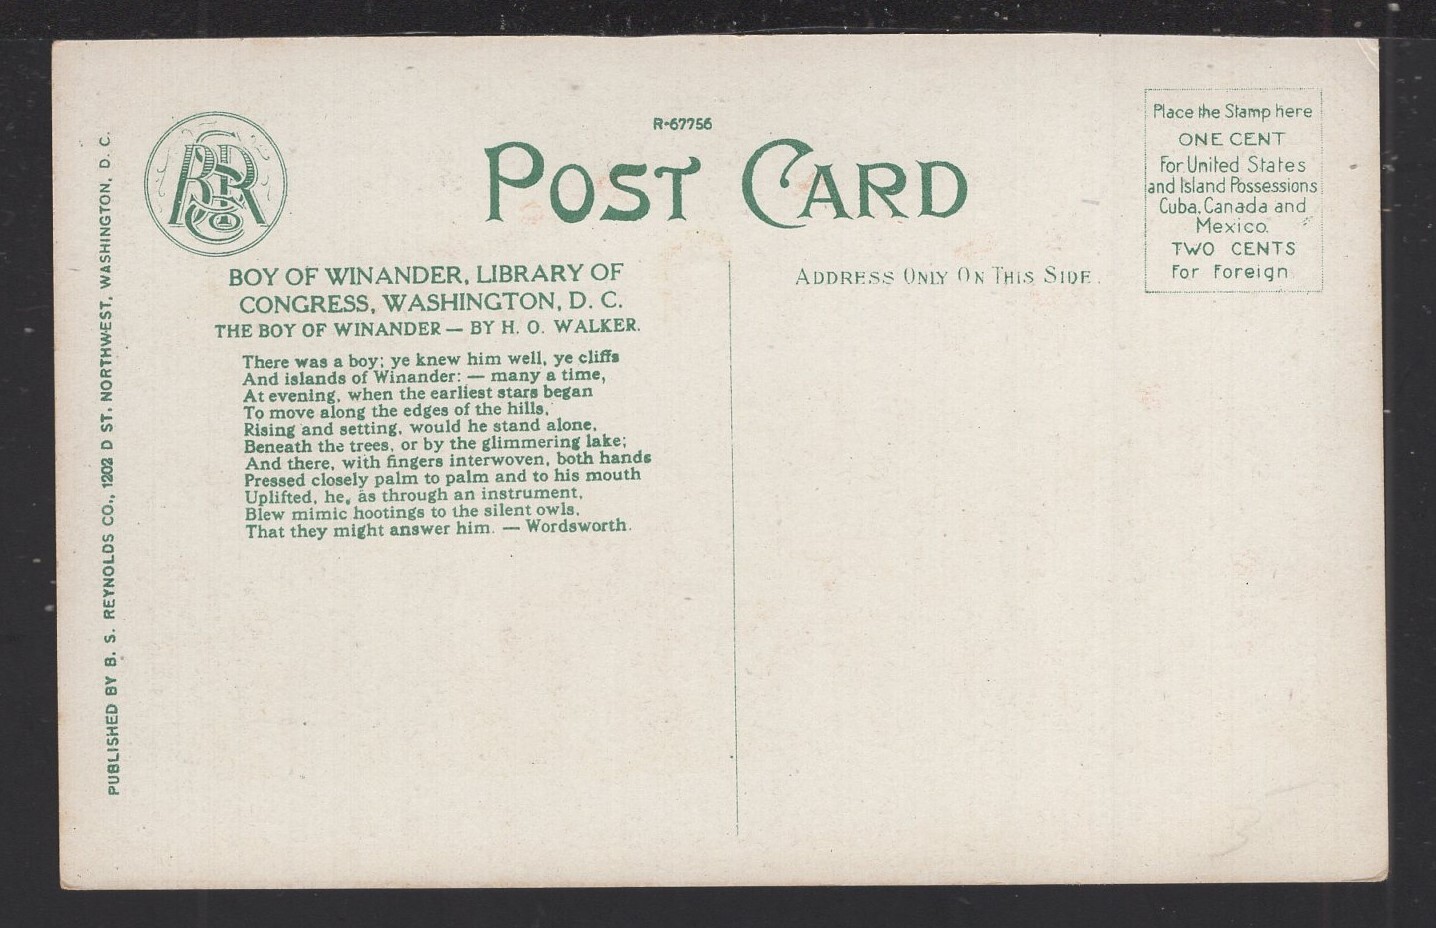 R-67756
POST CARD
BOY OF WINANDER, LIBRARY OF
CONGRESS, WASHINGTON, D. C.
THE BOY OF WINANDER — BY H. O. WALKER.
There was a boy; ye knew him well, ye cliffs
And islands of Winander: — many a time,
At evening, when the earliest stars began
To move along the edges of the hills,
Rising and setting, would he stand alone,
Beneath the trees, or by the glimmering lake;
And there, with fingers interwoven, both hands
Pressed closely palm to palm and to his mouth
Uplifted, he, as through an instrument,
Blew mimic hootings to the silent owls,
That they might answer him. — Wordsworth.
ADDRESS ONLY ON THIS SIDE.
Place the Stamp here
ONE CENT
For United States
and Island Possessions
Cuba, Canada and
Mexico.
TWO CENTS
For Foreign
PUBLISHED BY B. S. REYNOLDS CO., 1202 D ST. NORTHWEST, WASHINGTON, D. C.